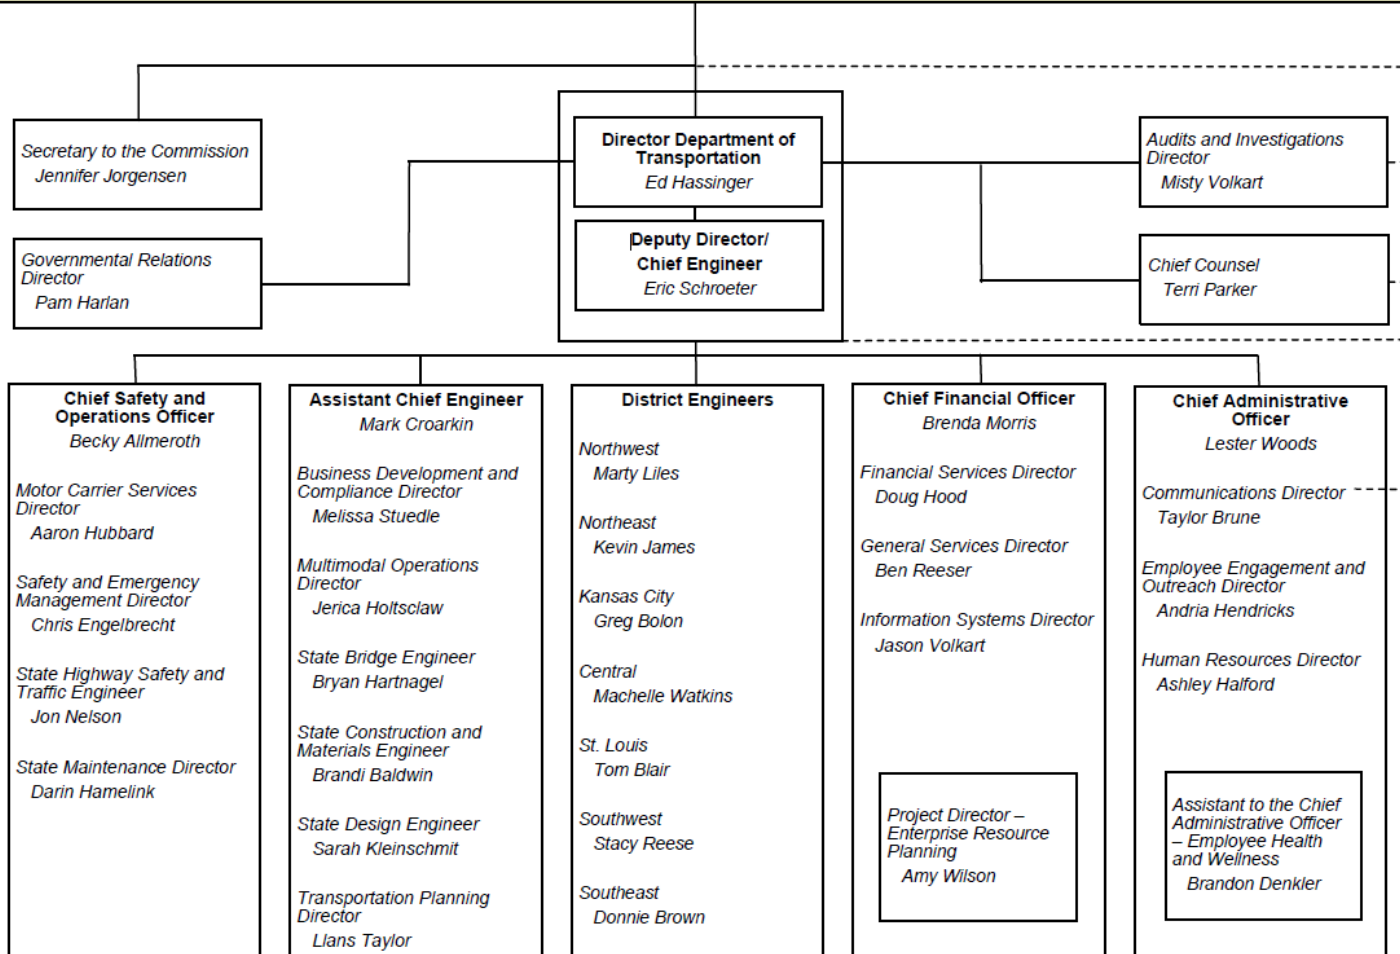 Secretary to the Commission
Jennifer Jorgensen
Director Department of
Transportation
Ed Hassinger
Audits and Investigations
Director
Misty Volkart
Governmental Relations
Director
Pam Harlan
Deputy Director/
Chief Engineer
Eric Schroeter
Chief Counsel
Terri Parker
Chief Safety and
Operations Officer
Becky Allmeroth
Motor Carrier Services
Director
Aaron Hubbard
Safety and Emergency
Management Director
Chris Engelbrecht
State Highway Safety and
Traffic Engineer
Jon Nelson
State Maintenance Director
Darin Hamelink
Assistant Chief Engineer
Mark Croarkin
Business Development and
Compliance Director
Melissa Stuedle
Multimodal Operations
Director
Jerica Holtsclaw
State Bridge Engineer
Bryan Hartnagel
State Construction and
Materials Engineer
Brandi Baldwin
State Design Engineer
Sarah Kleinschmit
Transportation Planning
Director
Llans Taylor
District Engineers
Northwest
Marty Liles
Northeast
Kevin James
Kansas City
Greg Bolon
Central
Machelle Watkins
St. Louis
Tom Blair
Southwest
Stacy Reese
Southeast
Donnie Brown
Chief Financial Officer
Brenda Morris
Financial Services Director
Doug Hood
General Services Director
Ben Reeser
Information Systems Director
Jason Volkart
Project Director –
Enterprise Resource
Planning
Amy Wilson
Chief Administrative
Officer
Lester Woods
Communications Director
Taylor Brune
Employee Engagement and
Outreach Director
Andria Hendricks
Human Resources Director
Ashley Halford
Assistant to the Chief
Administrative Officer
– Employee Health
and Wellness
Brandon Denkler